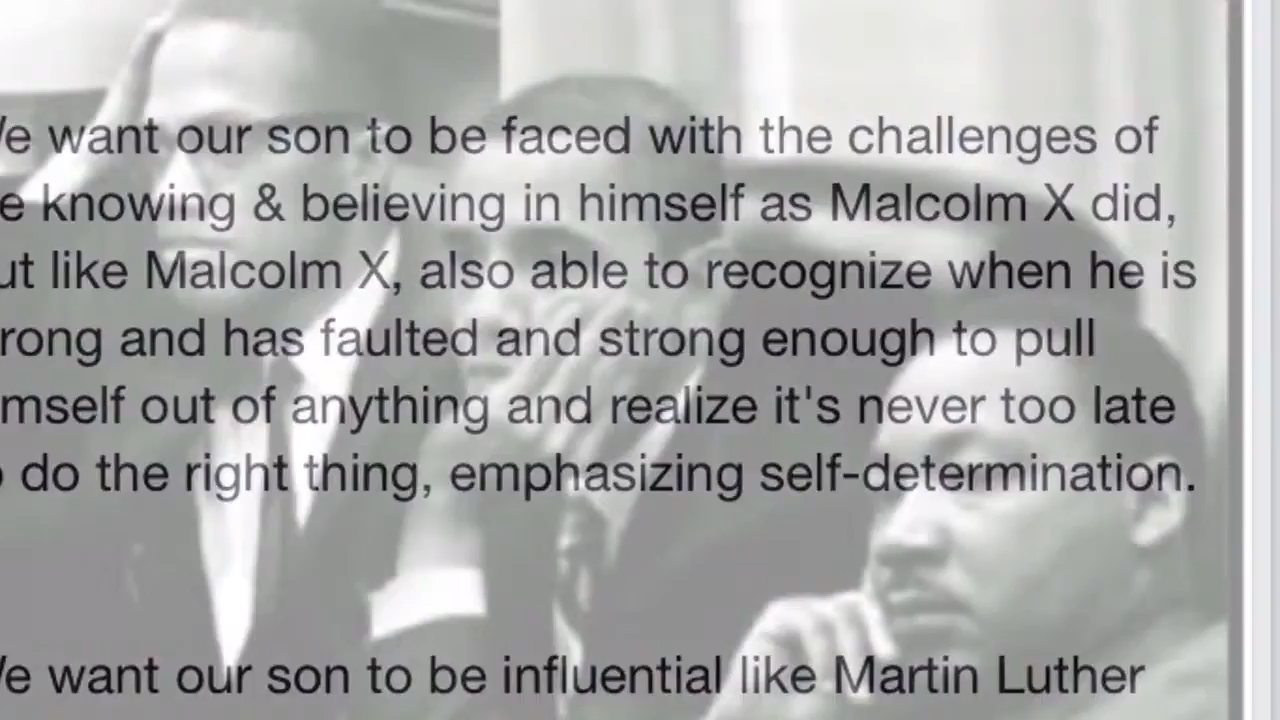 We want our son to be faced with the challenges of
e knowing & believing in himself as Malcolm X did,
ut like Malcolm X, also able to recognize when he is
rong and has faulted and strong enough to pull
mself out of anything and realize it's never too late
o do the right thing, emphasizing self-determination.
We want our son to be influential like Martin Luther